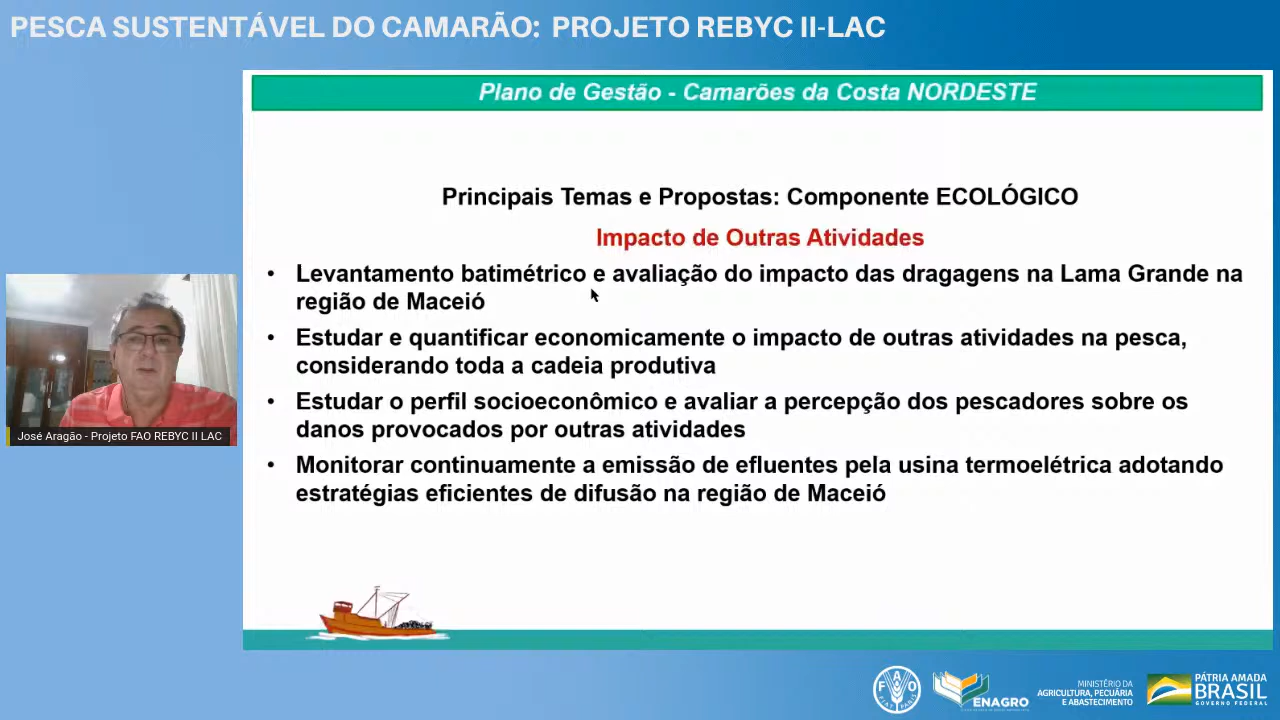 PESCA SUSTENTÁVEL DO CAMARÃO: PROJETO REBYC II-LAC
Plano de Gestão - Camarões da Costa NORDESTE
Principais Temas e Propostas: Componente ECOLÓGICO
Impacto de Outras Atividades
• Levantamento batimétrico e avaliação do impacto das dragagens na Lama Grande na
região de Maceió
• Estudar e quantificar economicamente o impacto de outras atividades na pesca,
considerando toda a cadeia produtiva
• Estudar o perfil socioeconômico e avaliar a percepção dos pescadores sobre os
danos provocados por outras atividades
• Monitorar continuamente a emissão de efluentes pela usina termoelétrica adotando
estratégias eficientes de difusão na região de Maceió
José Aragão - Projeto FAO REBYC II LAC
FAO
FIAT PANIS
ENAGRO
MINISTÉRIO DA
AGRICULTURA, PECUÁRIA
E ABASTECIMENTO
PÁTRIA AMADA
BRASIL
GOVERNO FEDERAL